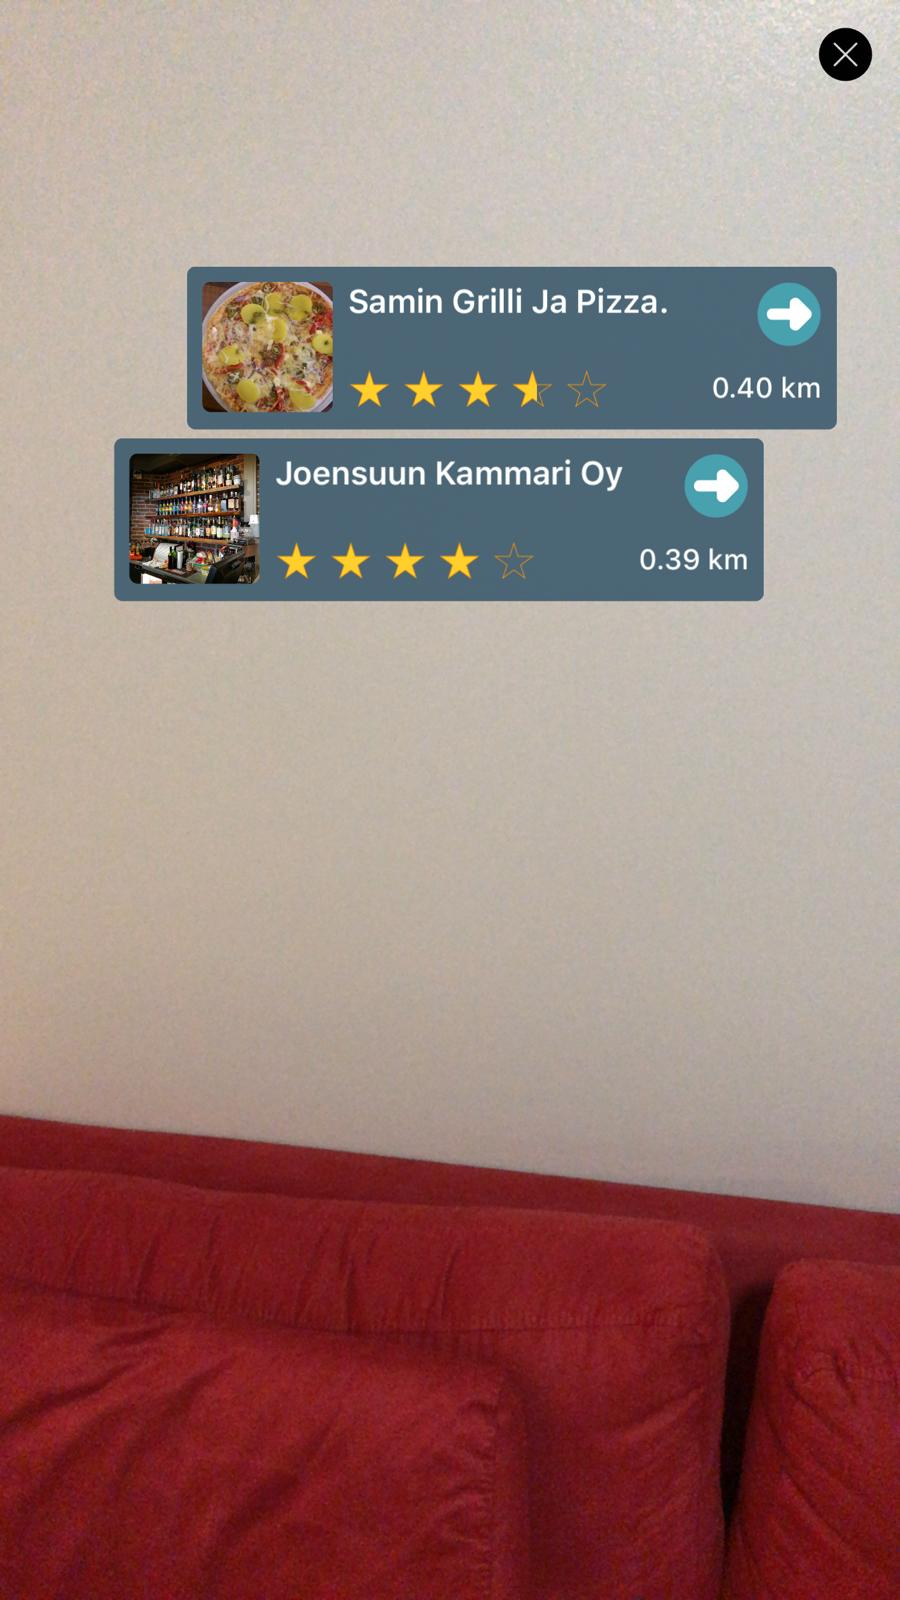 Samin Grilli Ja Pizza.
0.40 km
Joensuun Kammari Oy
0.39 km